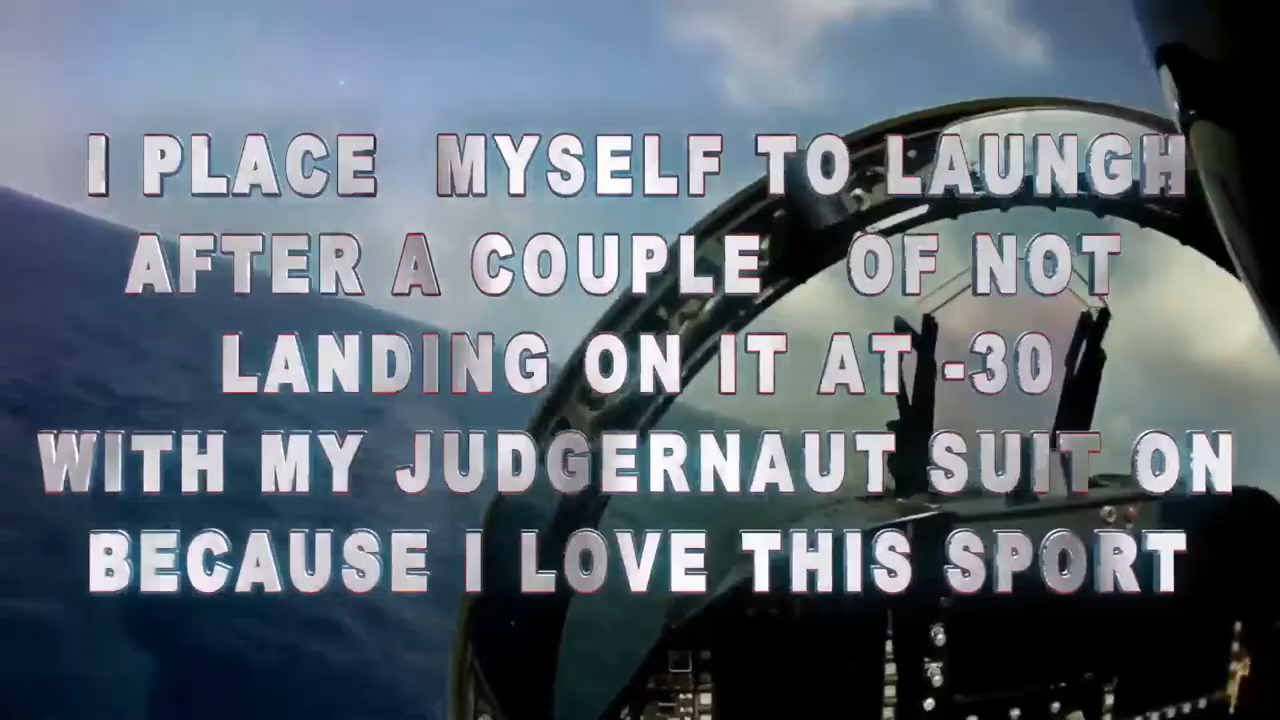 I PLACE MYSELF TO LAUNGH
AFTER A COUPLE OF NOT
LANDING ON IT AT -30
WITH MY JUDGERNAUT SUIT ON
BECAUSE I LOVE THIS SPORT